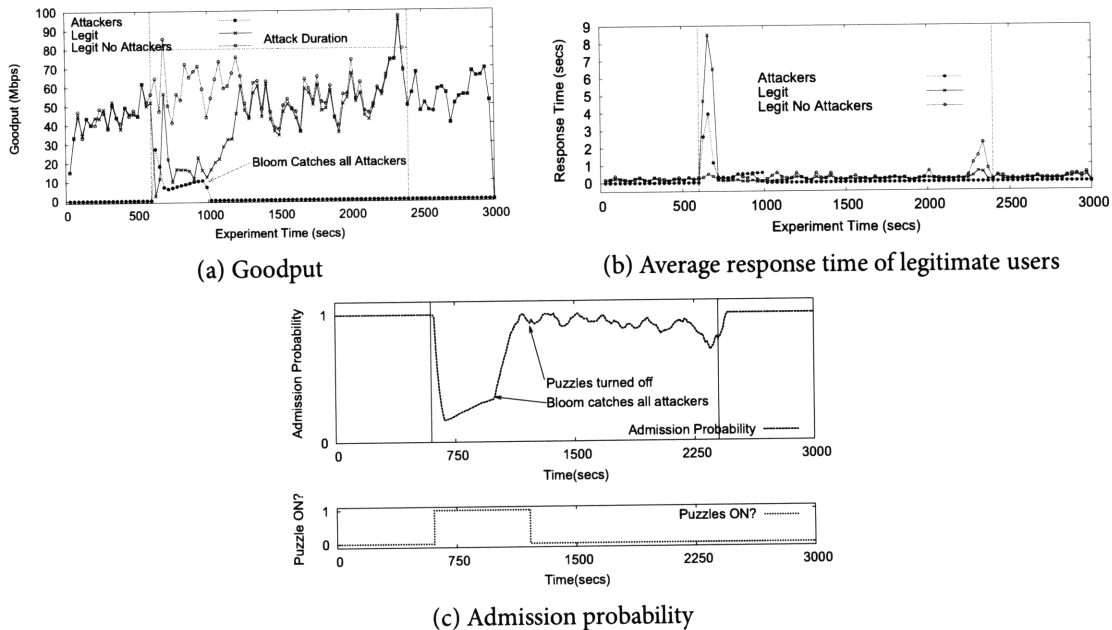 Goodput (Mbps)
100
90
80
70
60
50
40
30
20
10
0
Attackers
Legit
Legit No Attackers
Attack Duration
Bloom Catches all Attackers
0 500 1000 1500 2000 2500 3000
Experiment Time (secs)
(a) Goodput
Response Time (secs)
9
8
7
6
5
4
3
2
1
0
Attackers
Legit
Legit No Attackers
0 500 1000 1500 2000 2500 3000
Experiment Time (secs)
(b) Average response time of legitimate users
Admission Probability
1
0
Puzzles turned off
Bloom catches all attackers
Admission Probability
0 750 1500 2250 3000
Time(secs)
Puzzle ON?
1
0
Puzzles ON?
0 750 1500 2250 3000
Time(secs)
(c) Admission probability